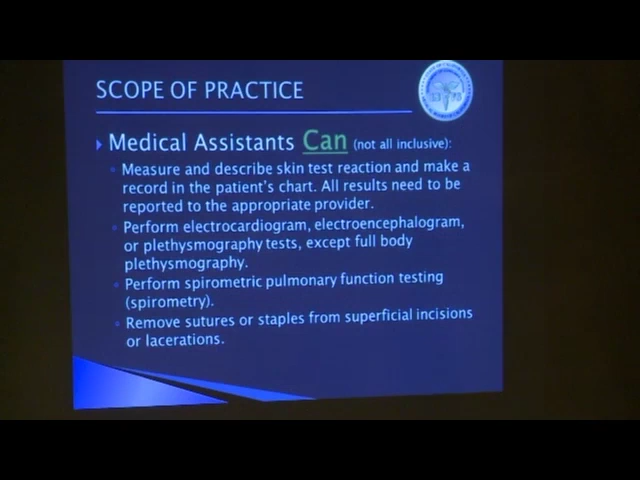 SCOPE OF PRACTICE
Medical Assistants Can (not all inclusive):
Measure and describe skin test reaction and make a
record in the patient's chart. All results need to be
reported to the appropriate provider.
Perform electrocardiogram, electroencephalogram,
or plethysmography tests, except full body
plethysmography.
Perform spirometric pulmonary function testing
(spirometry).
Remove sutures or staples from superficial incisions
or lacerations.